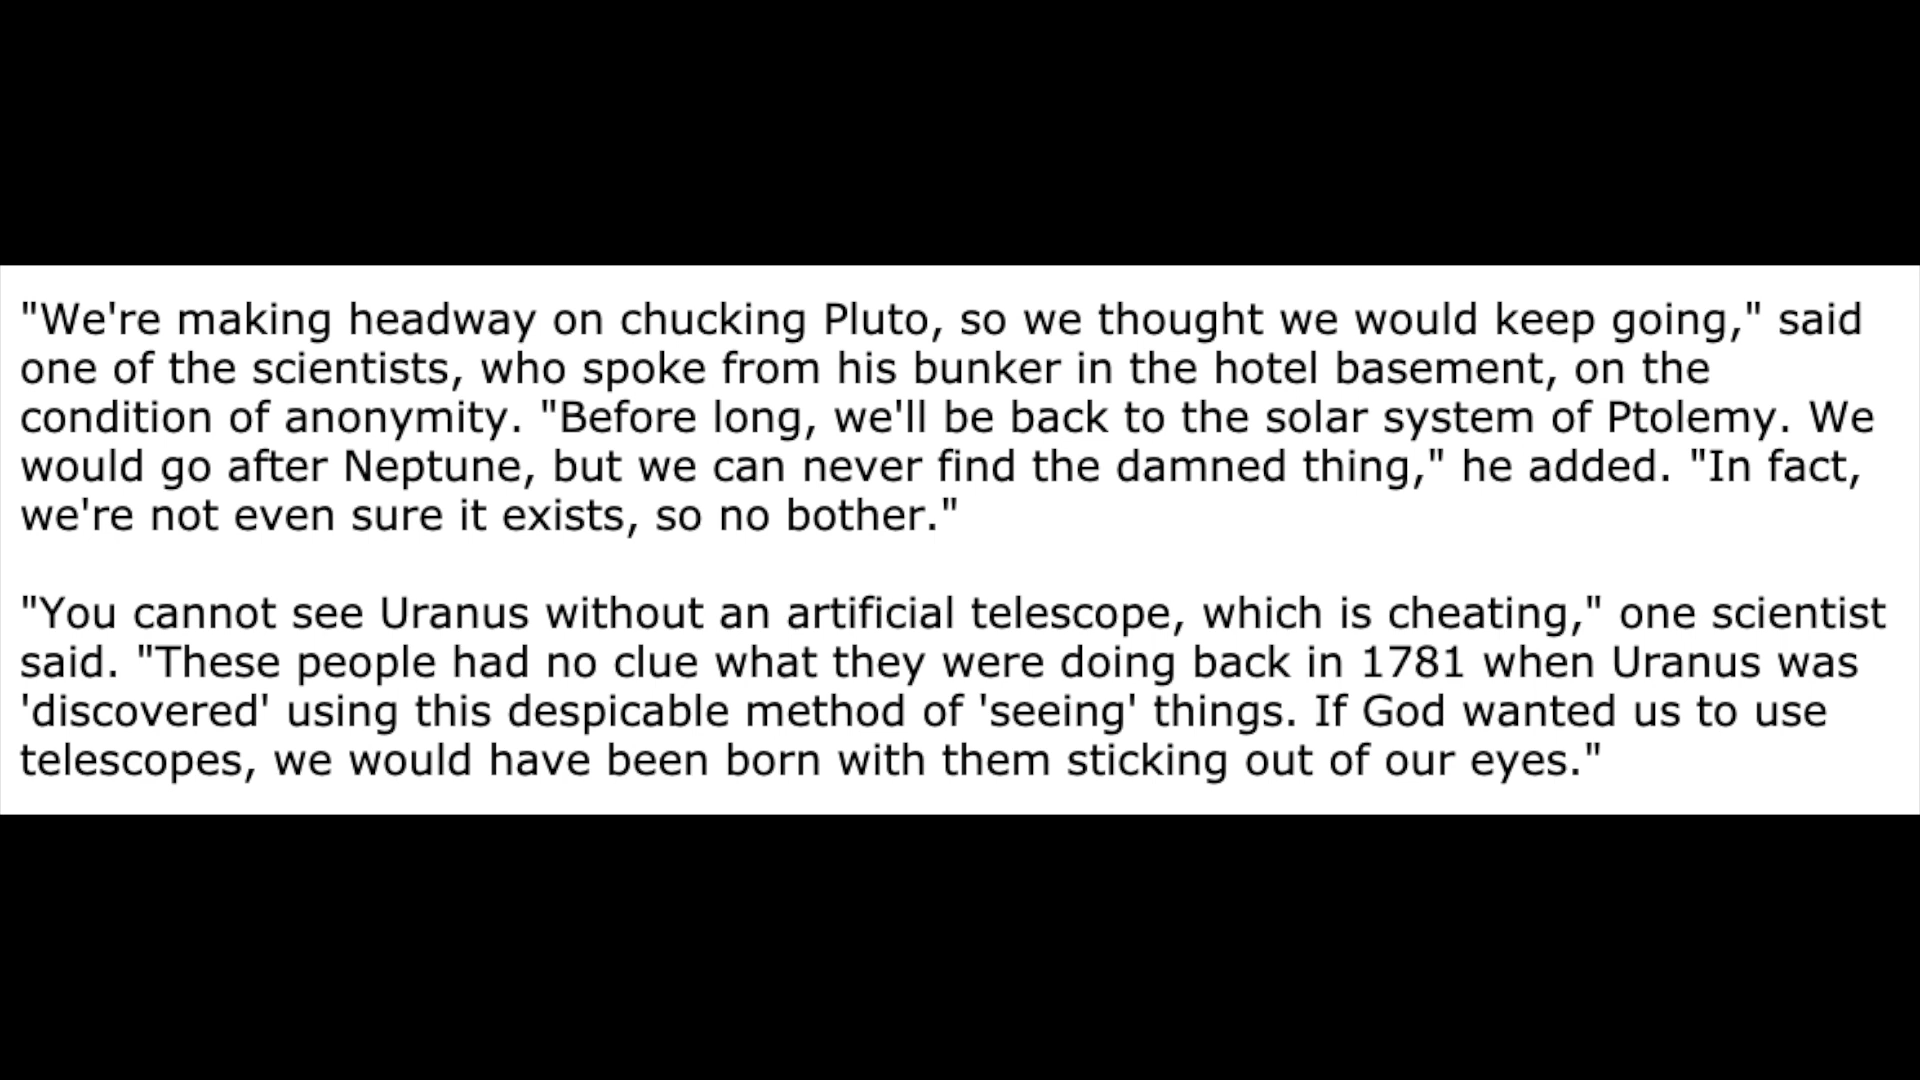 "We're making headway on chucking Pluto, so we thought we would keep going," said
one of the scientists, who spoke from his bunker in the hotel basement, on the
condition of anonymity. "Before long, we'll be back to the solar system of Ptolemy. We
would go after Neptune, but we can never find the damned thing," he added. "In fact,
we're not even sure it exists, so no bother."
"You cannot see Uranus without an artificial telescope, which is cheating," one scientist
said. "These people had no clue what they were doing back in 1781 when Uranus was
'discovered' using this despicable method of 'seeing' things. If God wanted us to use
telescopes, we would have been born with them sticking out of our eyes."